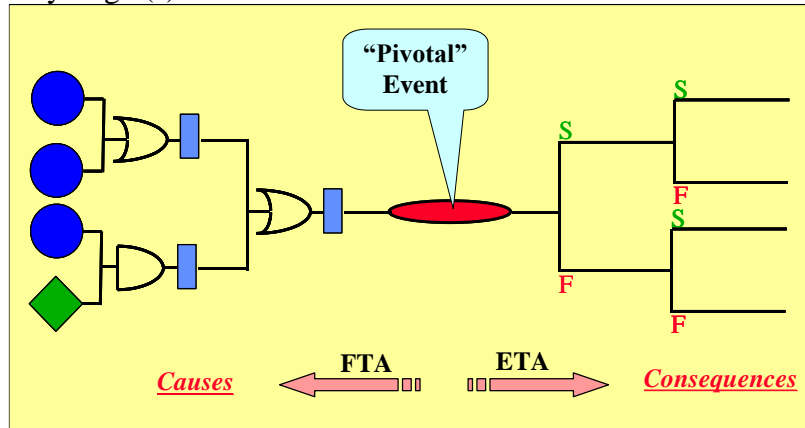 “Pivotal”
Event
S
S
F
S
F
F
FTA
ETA
Causes
Consequences